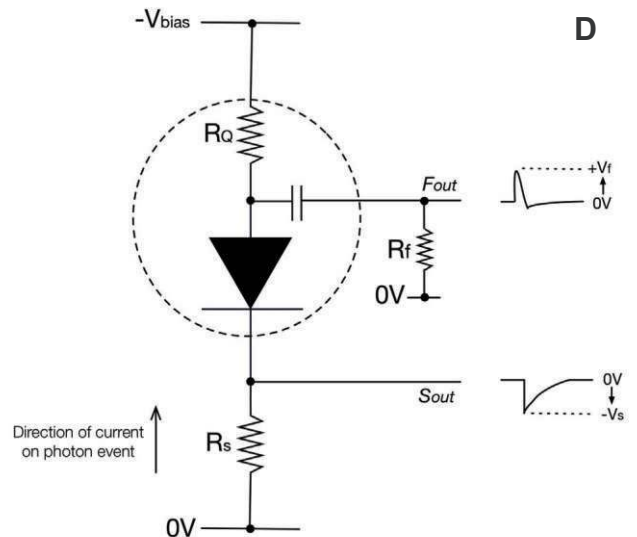 -Vbias
D
RQ
Fout
+Vf
0V
Rf
0V
Sout
0V
-Vs
Direction of current
on photon event
Rs
0V